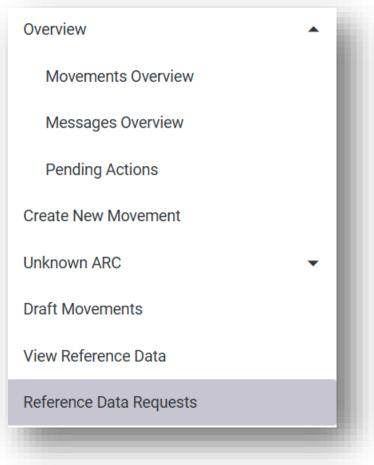 Overview
Movements Overview
Messages Overview
Pending Actions
Create New Movement
Unknown ARC
Draft Movements
View Reference Data
Reference Data Requests